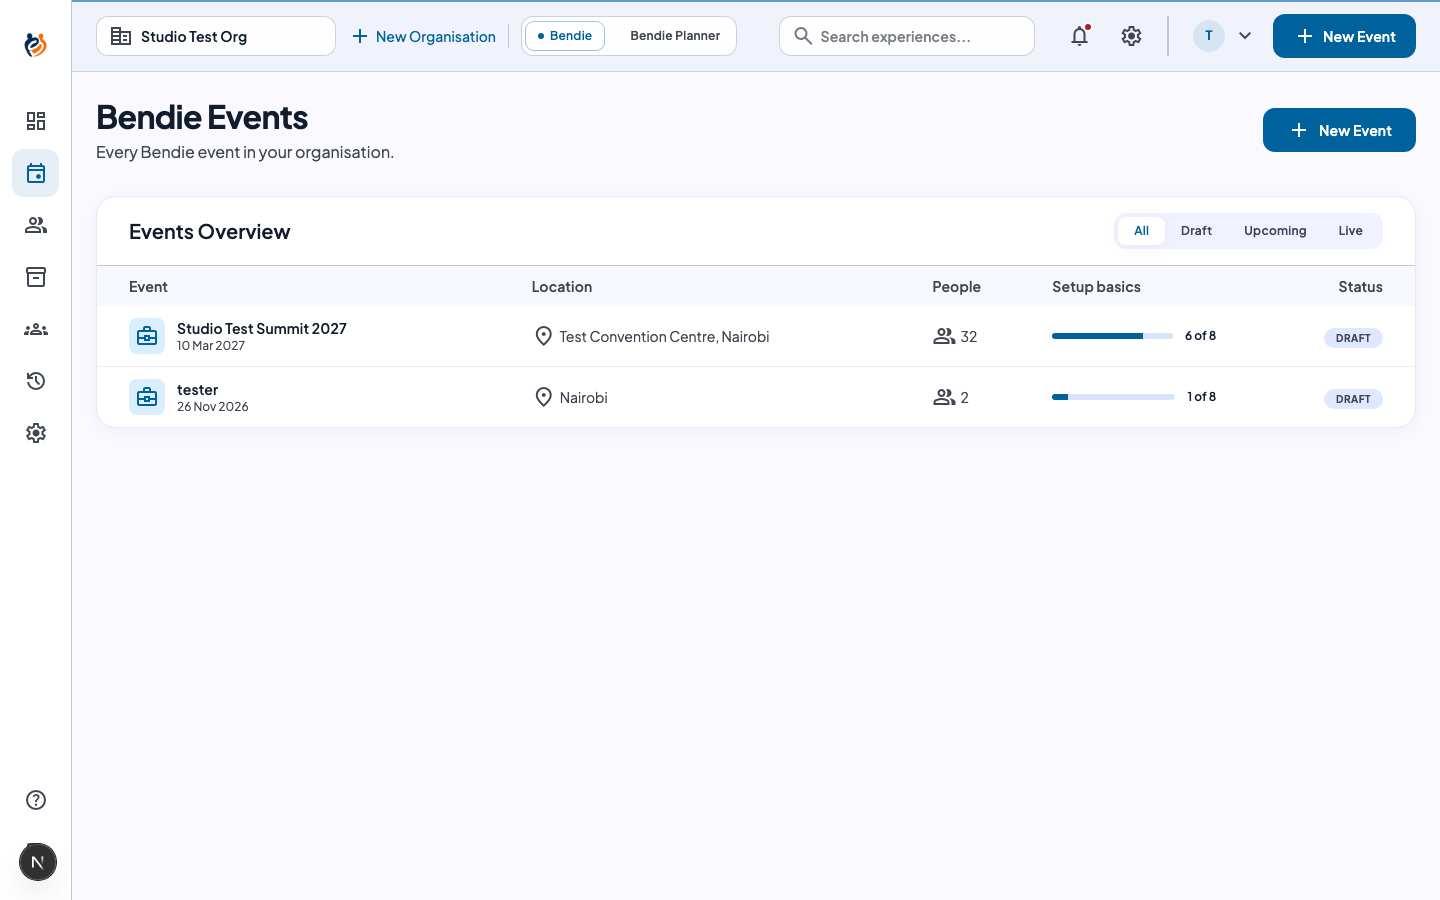 Studio Test Org
New Organisation
Bendie
Bendie Planner
Search experiences...
T
New Event
Bendie Events
Every Bendie event in your organisation.
New Event
Events Overview
All
Draft
Upcoming
Live
Event
Location
People
Setup basics
Status
Studio Test Summit 2027
10 Mar 2027
Test Convention Centre, Nairobi
32
6 of 8
DRAFT
tester
26 Nov 2026
Nairobi
2
1 of 8
DRAFT
N